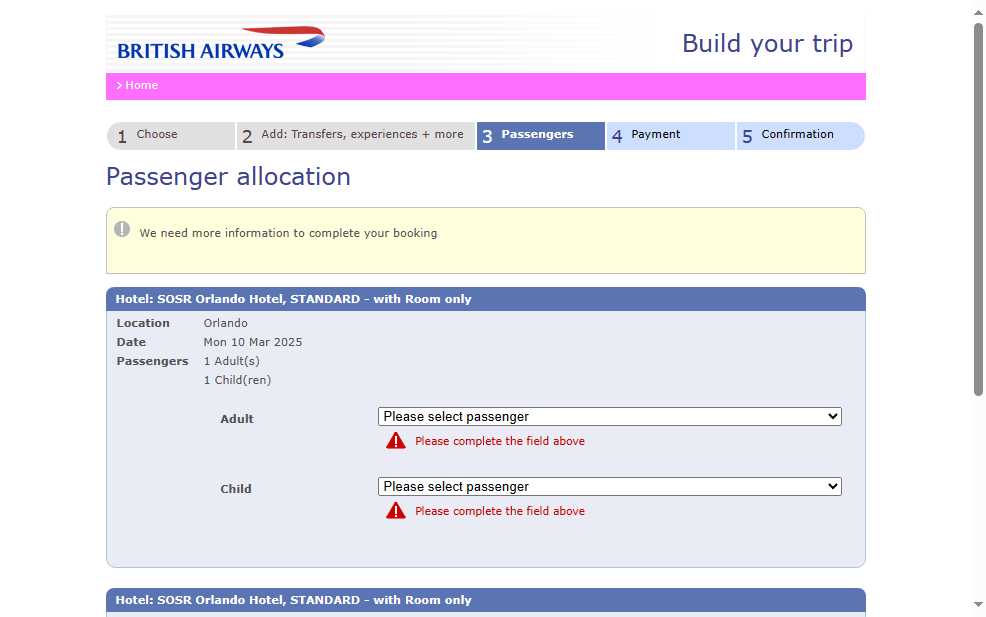 BRITISH AIRWAYS
Build your trip
> Home
1 Choose 2 Add: Transfers, experiences + more 3 Passengers 4 Payment 5 Confirmation
Passenger allocation
! We need more information to complete your booking
Hotel: SOSR Orlando Hotel, STANDARD - with Room only
Location Orlando
Date Mon 10 Mar 2025
Passengers 1 Adult(s)
1 Child(ren)
Adult Please select passenger
! Please complete the field above
Child Please select passenger
! Please complete the field above
Hotel: SOSR Orlando Hotel, STANDARD - with Room only